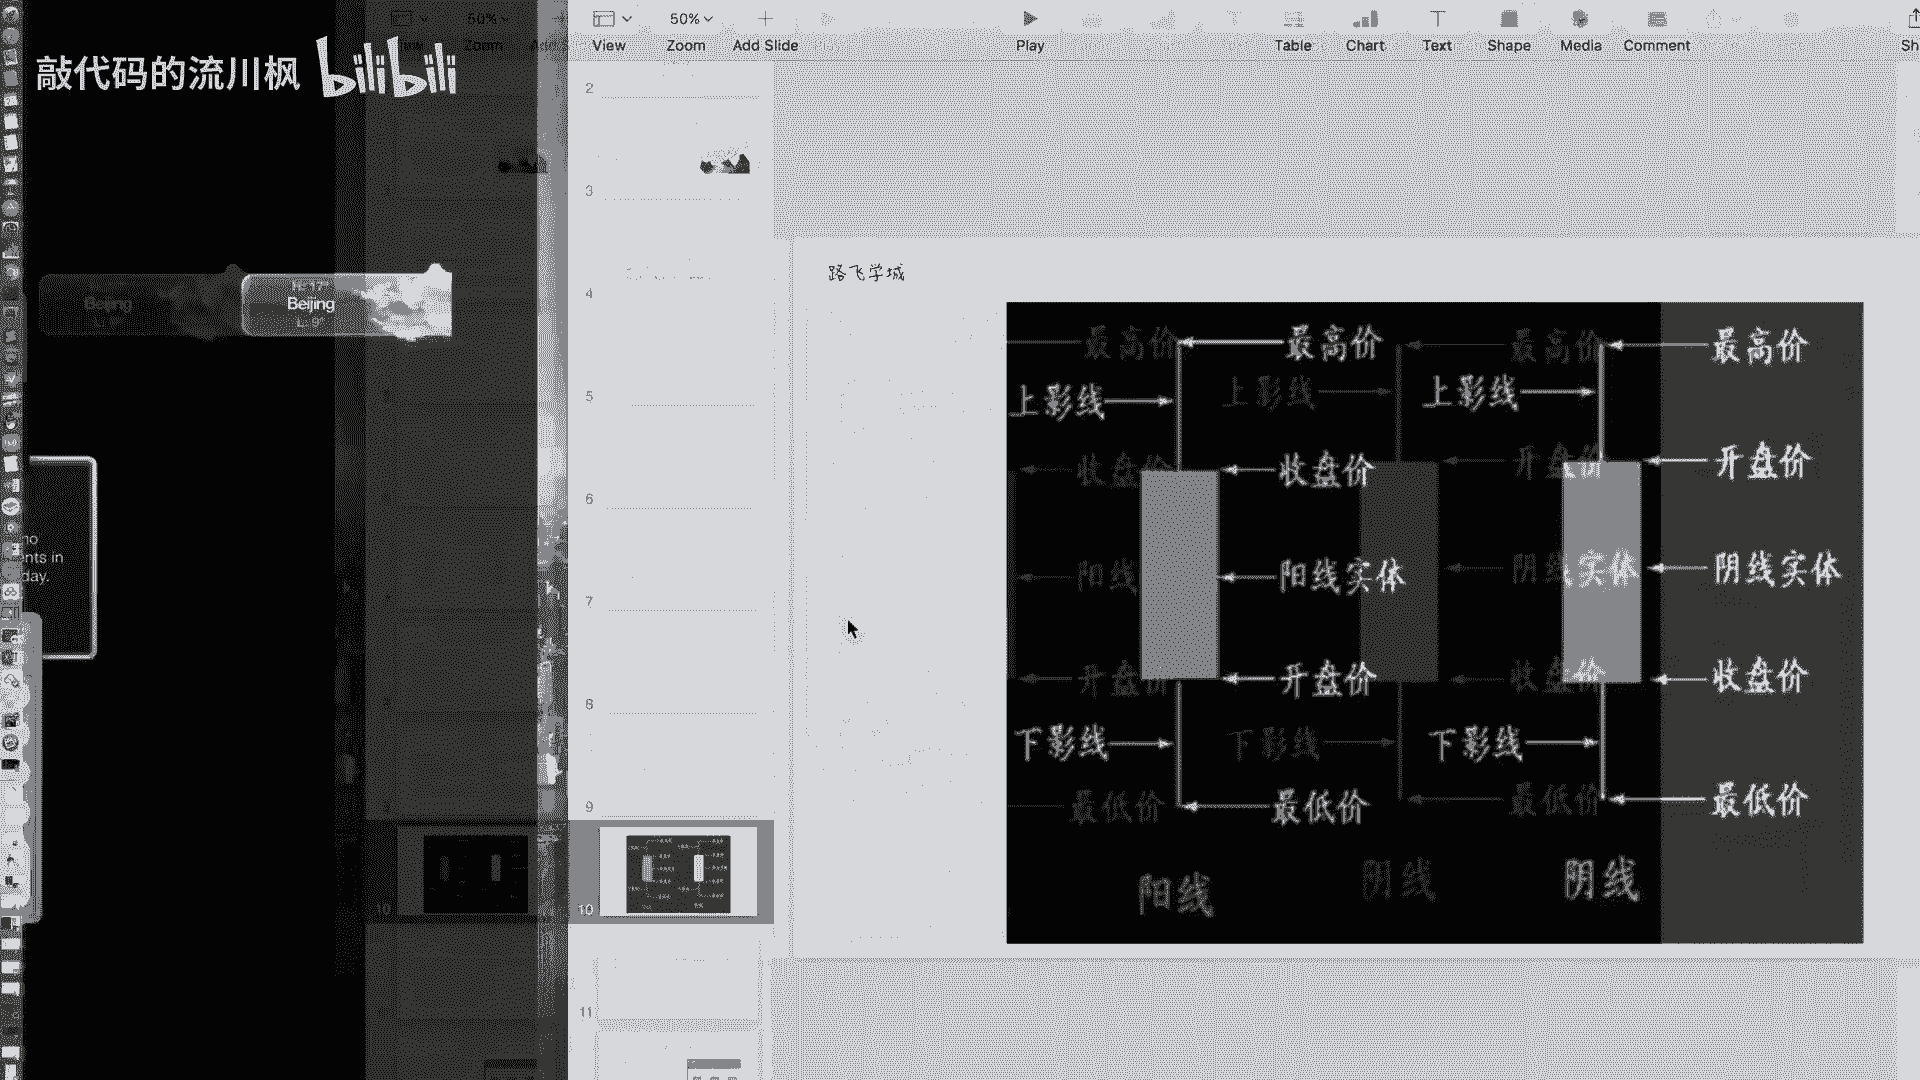 敲代码的流川枫 bilibili
50%
Zoom
50%
View Zoom Add Slide Play Table Chart Text Shape Media Comment Sh
2
3
4
5
6
7
8
9
10
11
H: 17°
Beijing
L: 9°
Beijing
no
ents in
day.
路飞学城
最高价 最高价 最高价 最高价
上影线 上影线 上影线
收盘价 收盘价 开盘价 开盘价
阳线 阳线实体 阴线实体 阴线实体
开盘价 开盘价 收盘价 收盘价
下影线 下影线 下影线
最低价 最低价 最低价 最低价
阳线 阴线 阴线